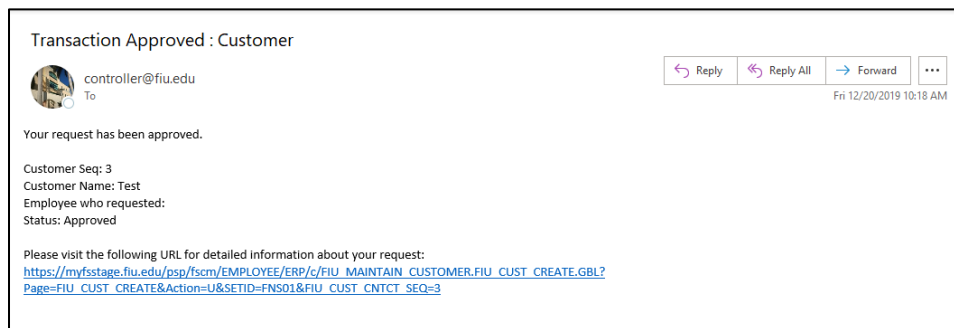 Transaction Approved : Customer
controller@fiu.edu
To
Reply
Reply All
Forward
Fri 12/20/2019 10:18 AM
Your request has been approved.
Customer Seq: 3
Customer Name: Test
Employee who requested:
Status: Approved
Please visit the following URL for detailed information about your request:
https://myfsstage.fiu.edu/psp/fscm/EMPLOYEE/ERP/c/FIU_MAINTAIN_CUSTOMER.FIU_CUST_CREATE.GBL?
Page=FIU_CUST_CREATE&Action=U&SETID=FNS01&FIU_CUST_CNTCT_SEQ=3